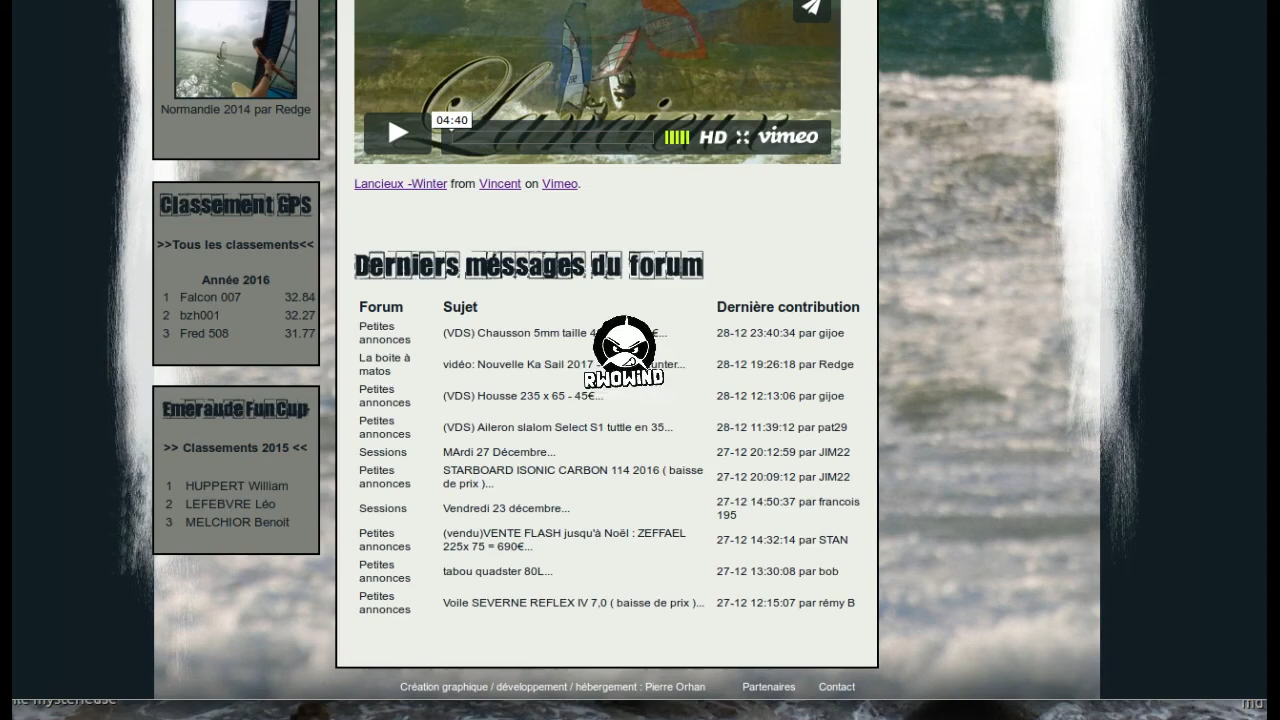 Normandie 2014 par Redge
Classement GPS
>>Tous les classements<<
Année 2016
1 Falcon 007 32.84
2 bzh001 32.27
3 Fred 508 31.77
Emeraude Fun Cup
>> Classements 2015 <<
1 HUPPERT William
2 LEFEBVRE Léo
3 MELCHIOR Benoit
Lancieux
04:40
HD vimeo
Lancieux -Winter from Vincent on Vimeo.
Derniers méssages du forum
Forum Sujet Dernière contribution
Petites annonces (VDS) Chausson 5mm taille 28-12 23:40:34 par gijoe
La boite à matos vidéo: Nouvelle Ka Sail 2017 - 28-12 19:26:18 par Redge
Petites annonces (VDS) Housse 235 x 65 - 45€... 28-12 12:13:06 par gijoe
Petites annonces (VDS) Aileron slalom Select S1 tuttle en 35... 28-12 11:39:12 par pat29
Sessions MArdi 27 Décembre... 27-12 20:12:59 par JIM22
Petites annonces STARBOARD ISONIC CARBON 114 2016 ( baisse de prix )... 27-12 20:09:12 par JIM22
Sessions Vendredi 23 décembre... 27-12 14:50:37 par francois 195
Petites annonces (vendu)VENTE FLASH jusqu'à Noël : ZEFFAEL 225x 75 = 690€... 27-12 14:32:14 par STAN
Petites annonces tabou quadster 80L... 27-12 13:30:08 par bob
Petites annonces Voile SEVERNE REFLEX IV 7,0 ( baisse de prix )... 27-12 12:15:07 par rémy B
RWOWIND
Création graphique / développement / hébergement : Pierre Orhan Partenaires Contact
mystérieuse